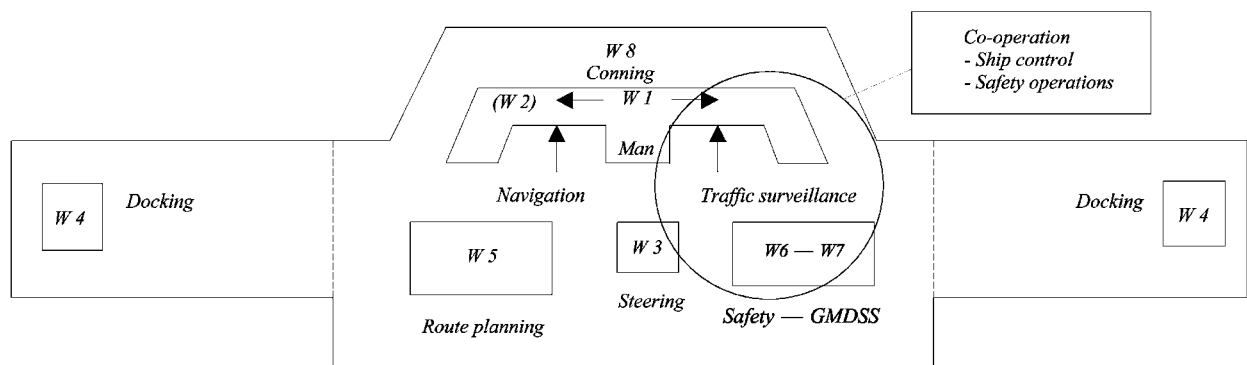 W 8
Conning
Co-operation
- Ship control
- Safety operations
(W 2)
W 1
Man
Navigation
Traffic surveillance
W 4
Docking
Docking
W 4
W 5
W 3
W6 — W7
Steering
Route planning
Safety — GMDSS